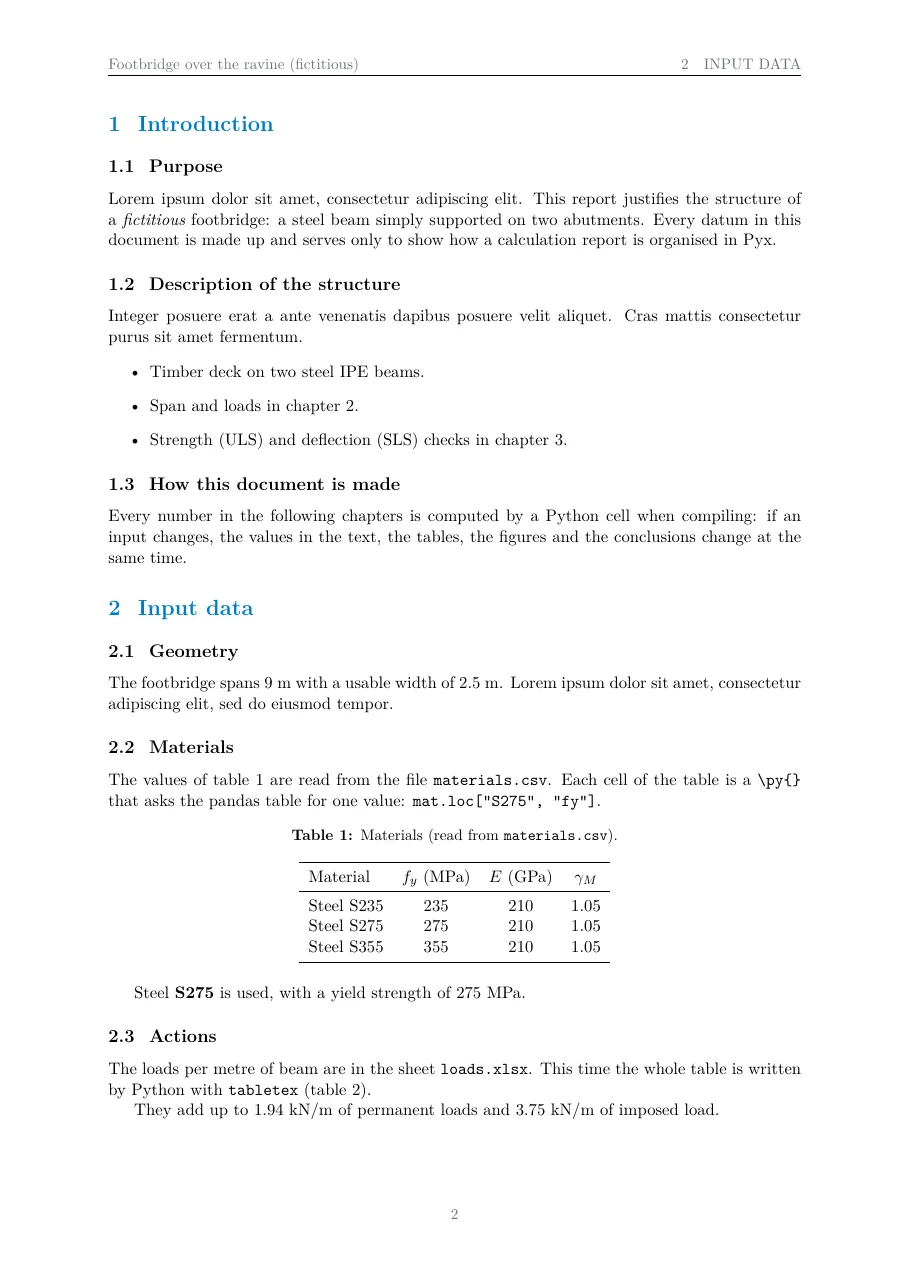 Footbridge over the ravine (fictitious) 2 INPUT DATA
1 Introduction
1.1 Purpose
Lorem ipsum dolor sit amet, consectetur adipiscing elit. This report justifies the structure of
a fictitious footbridge: a steel beam simply supported on two abutments. Every datum in this
document is made up and serves only to show how a calculation report is organised in Pyx.
1.2 Description of the structure
Integer posuere erat a ante venenatis dapibus posuere velit aliquet. Cras mattis consectetur
purus sit amet fermentum.
• Timber deck on two steel IPE beams.
• Span and loads in chapter 2.
• Strength (ULS) and deflection (SLS) checks in chapter 3.
1.3 How this document is made
Every number in the following chapters is computed by a Python cell when compiling: if an
input changes, the values in the text, the tables, the figures and the conclusions change at the
same time.
2 Input data
2.1 Geometry
The footbridge spans 9 m with a usable width of 2.5 m. Lorem ipsum dolor sit amet, consectetur
adipiscing elit, sed do eiusmod tempor.
2.2 Materials
The values of table 1 are read from the file materials.csv. Each cell of the table is a \py{}
that asks the pandas table for one value: mat.loc["S275", "fy"].
Table 1: Materials (read from materials.csv).
Material f_y (MPa) E (GPa) γ_M
Steel S235 235 210 1.05
Steel S275 275 210 1.05
Steel S355 355 210 1.05
Steel S275 is used, with a yield strength of 275 MPa.
2.3 Actions
The loads per metre of beam are in the sheet loads.xlsx. This time the whole table is written
by Python with tabletex (table 2).
They add up to 1.94 kN/m of permanent loads and 3.75 kN/m of imposed load.
2